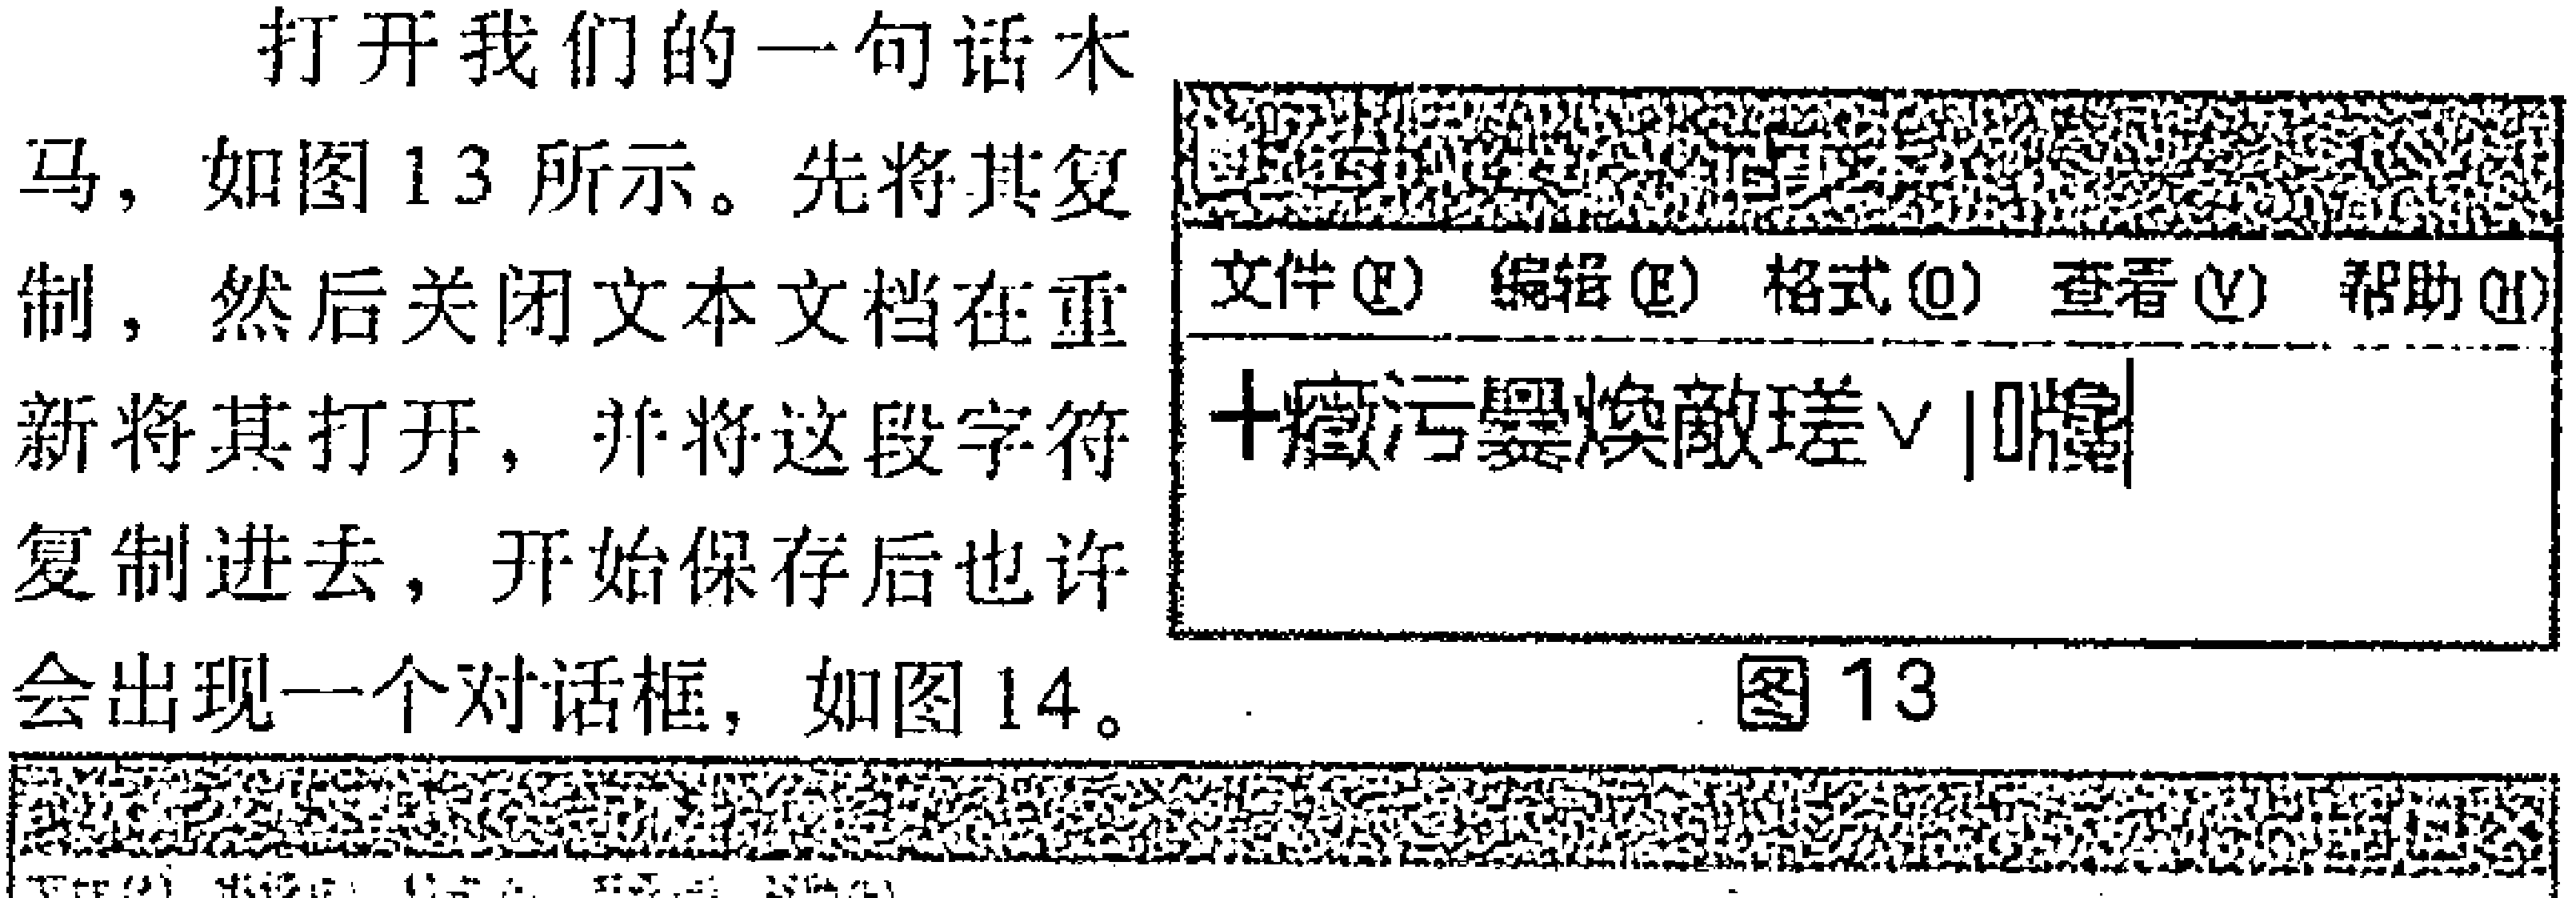 打开我们的一句话木
马，如图13所示。先将其复
制，然后关闭文本文档在重
新将其打开，并将这段字符
复制进去，开始保存后也许
会出现一个对话框，如图14。
文件(F) 编辑(E) 格式(O) 查看(V) 帮助(H)
图13